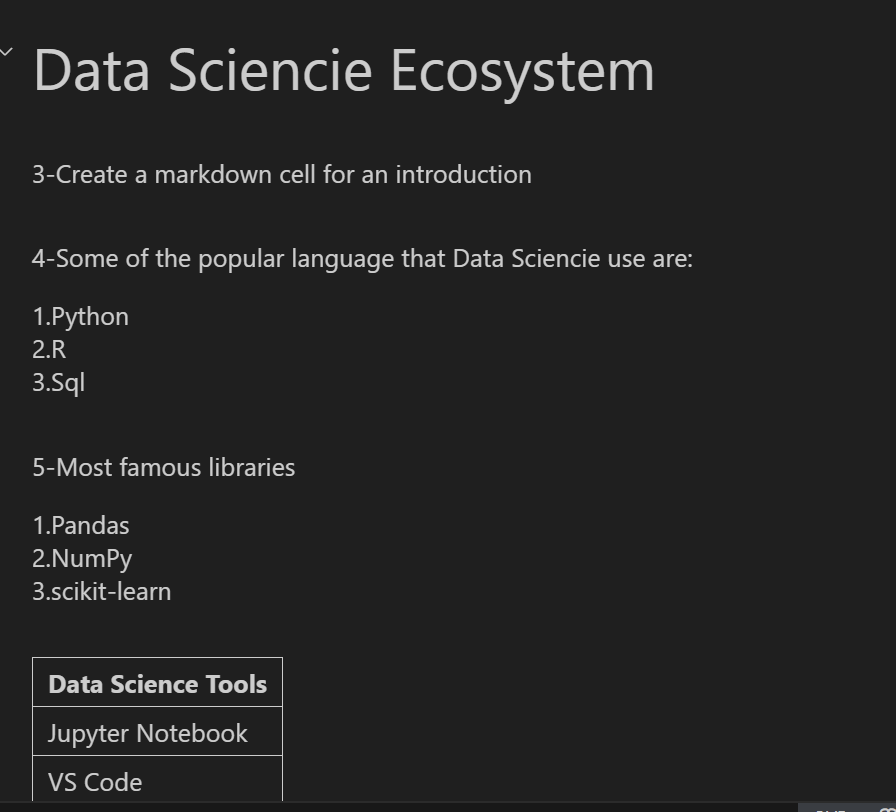 Data Sciencie Ecosystem
3-Create a markdown cell for an introduction
4-Some of the popular language that Data Sciencie use are:
1.Python
2.R
3.Sql
5-Most famous libraries
1.Pandas
2.NumPy
3.scikit-learn
Data Science Tools
Jupyter Notebook
VS Code